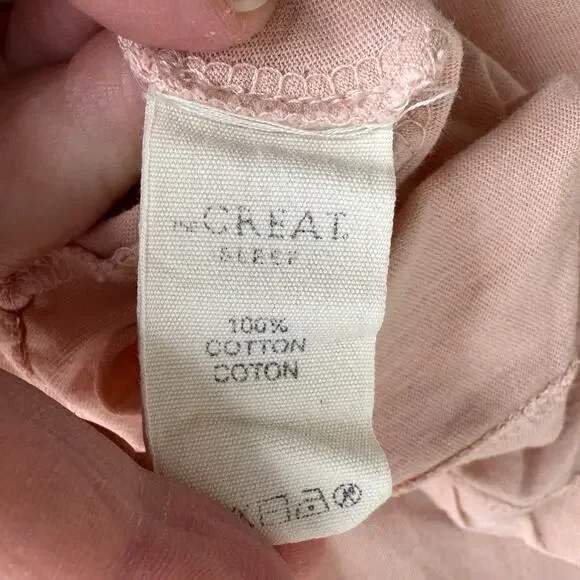 THE GREAT.
SLEEP
100%
COTTON
COTON